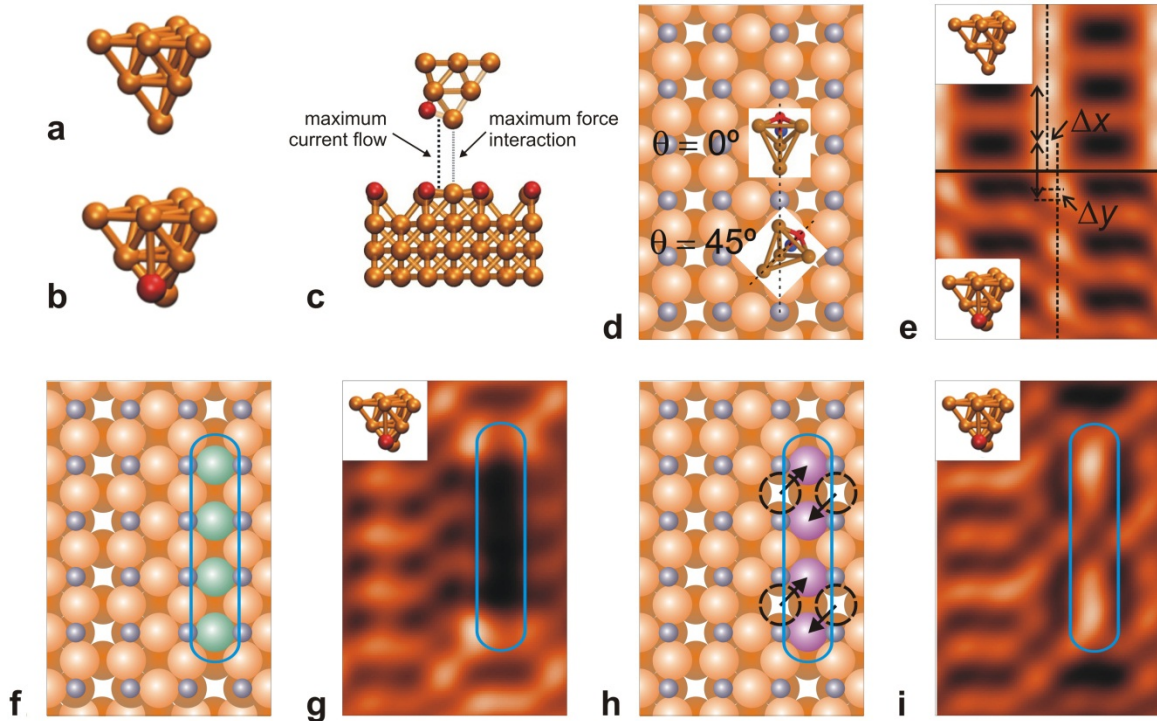 a
b
maximum
current flow
maximum force
interaction
c
θ = 0º
θ = 45º
d
Δx
Δy
e
f
g
h
i